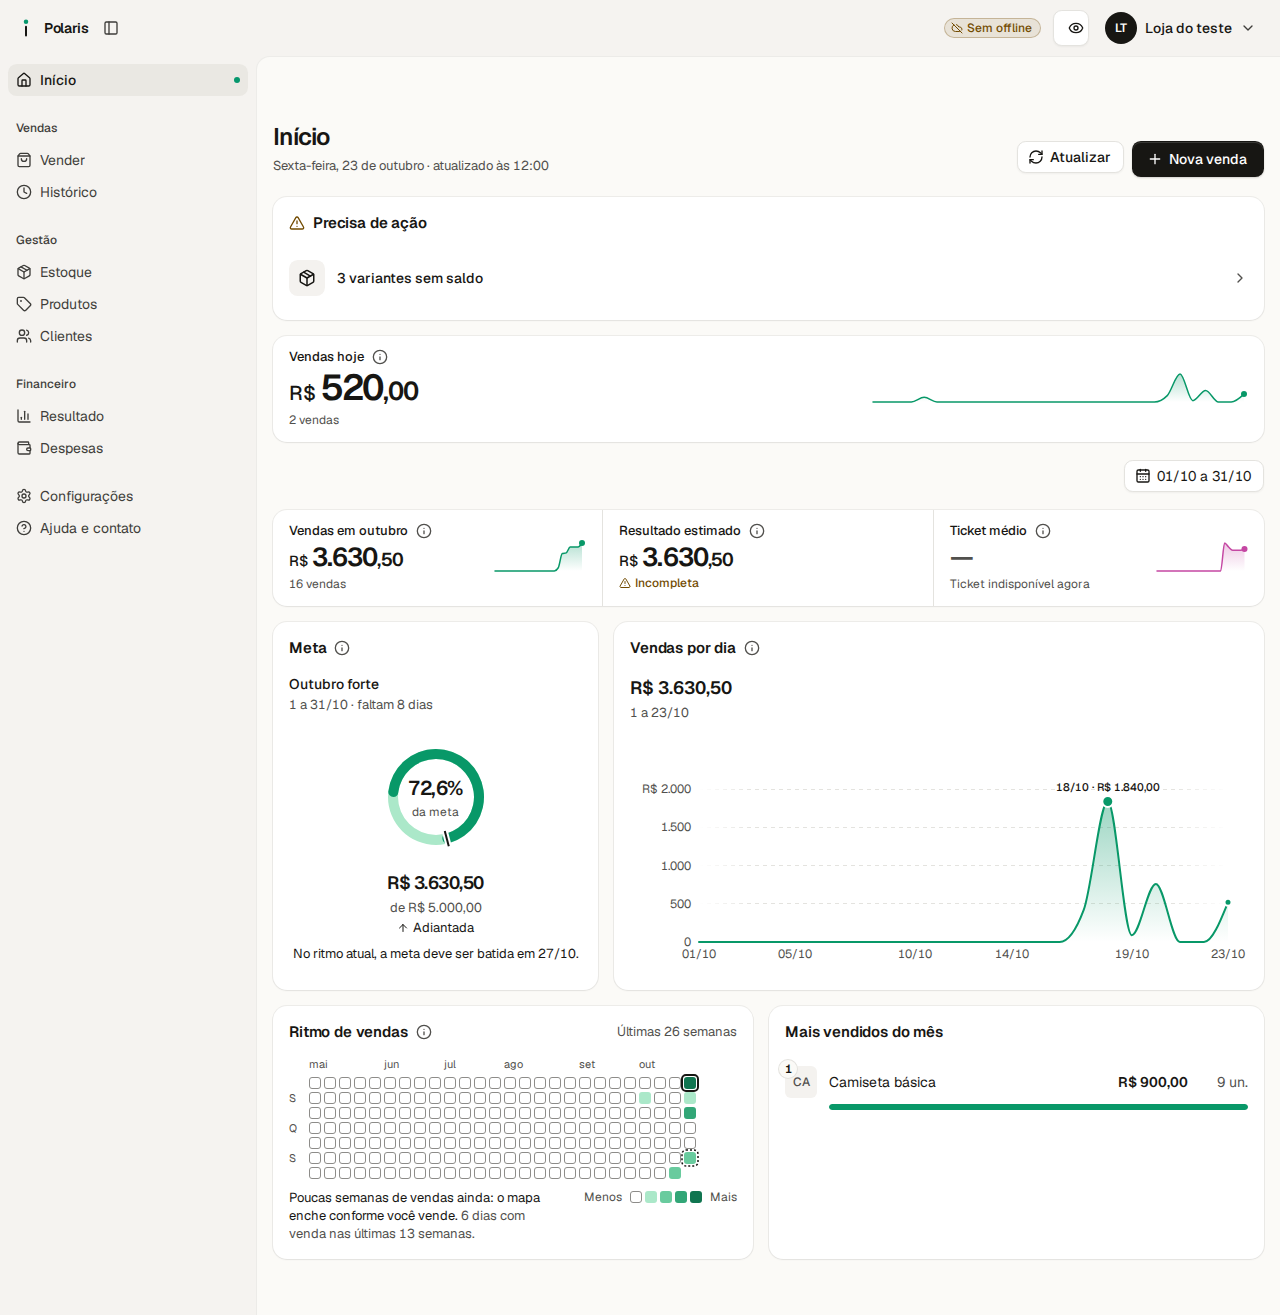 Polaris
Sem offline
LT
Loja do teste
Início
Vendas
Vender
Histórico
Gestão
Estoque
Produtos
Clientes
Financeiro
Resultado
Despesas
Configurações
Ajuda e contato
Início
Sexta-feira, 23 de outubro · atualizado às 12:00
Atualizar
Nova venda
Precisa de ação
3 variantes sem saldo
Vendas hoje
R$ 520,00
2 vendas
01/10 a 31/10
Vendas em outubro
R$ 3.630,50
16 vendas
Resultado estimado
R$ 3.630,50
Incompleta
Ticket médio
—
Ticket indisponível agora
Meta
Outubro forte
1 a 31/10 · faltam 8 dias
72,6%
da meta
R$ 3.630,50
de R$ 5.000,00
Adiantada
No ritmo atual, a meta deve ser batida em 27/10.
Vendas por dia
R$ 3.630,50
1 a 23/10
R$ 2.000
1.500
1.000
500
0
18/10 · R$ 1.840,00
01/10 05/10 10/10 14/10 19/10 23/10
Ritmo de vendas
Últimas 26 semanas
mai jun jul ago set out
S
Q
S
Poucas semanas de vendas ainda: o mapa
enche conforme você vende. 6 dias com
venda nas últimas 13 semanas.
Menos
Mais
Mais vendidos do mês
1
CA
Camiseta básica
R$ 900,00
9 un.